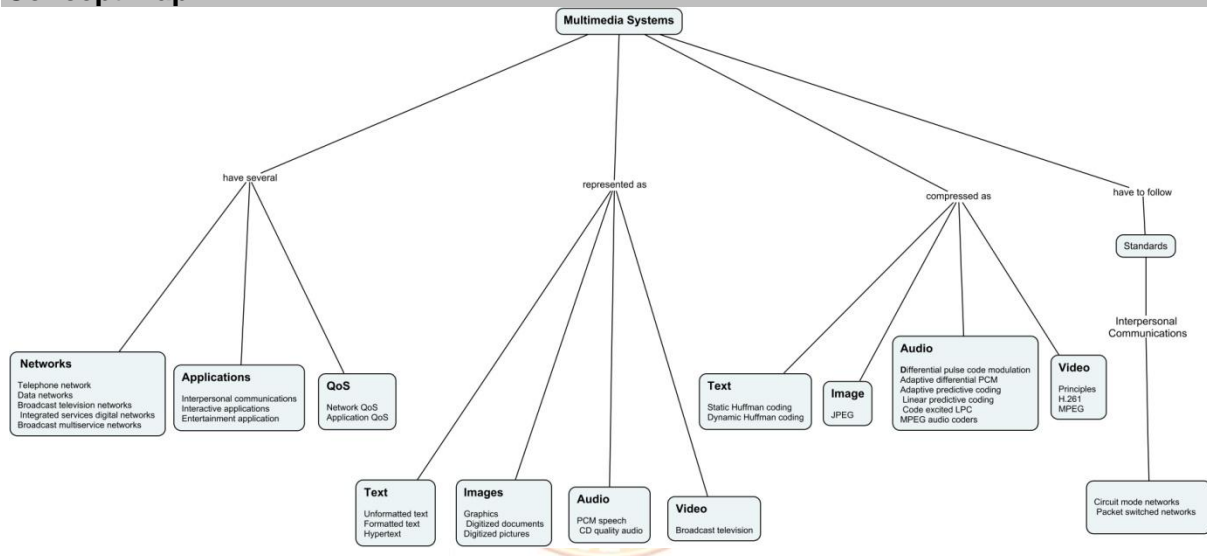 Multimedia Systems
have several
represented as
compressed as
have to follow
Standards
Interpersonal
Communications
Networks
Telephone network
Data networks
Broadcast television networks
Integrated services digital networks
Broadcast multiservice networks
Applications
Interpersonal communications
Interactive applications
Entertainment application
QoS
Network QoS
Application QoS
Text
Static Huffman coding
Dynamic Huffman coding
Image
JPEG
Audio
Differential pulse code modulation
Adaptive differential PCM
Adaptive predictive coding
Linear predictive coding
Code excited LPC
MPEG audio coders
Video
Principles
H.261
MPEG
Text
Unformatted text
Formatted text
Hypertext
Images
Graphics
Digitized documents
Digitized pictures
Audio
PCM speech
CD quality audio
Video
Broadcast television
Circuit mode networks
Packet switched networks